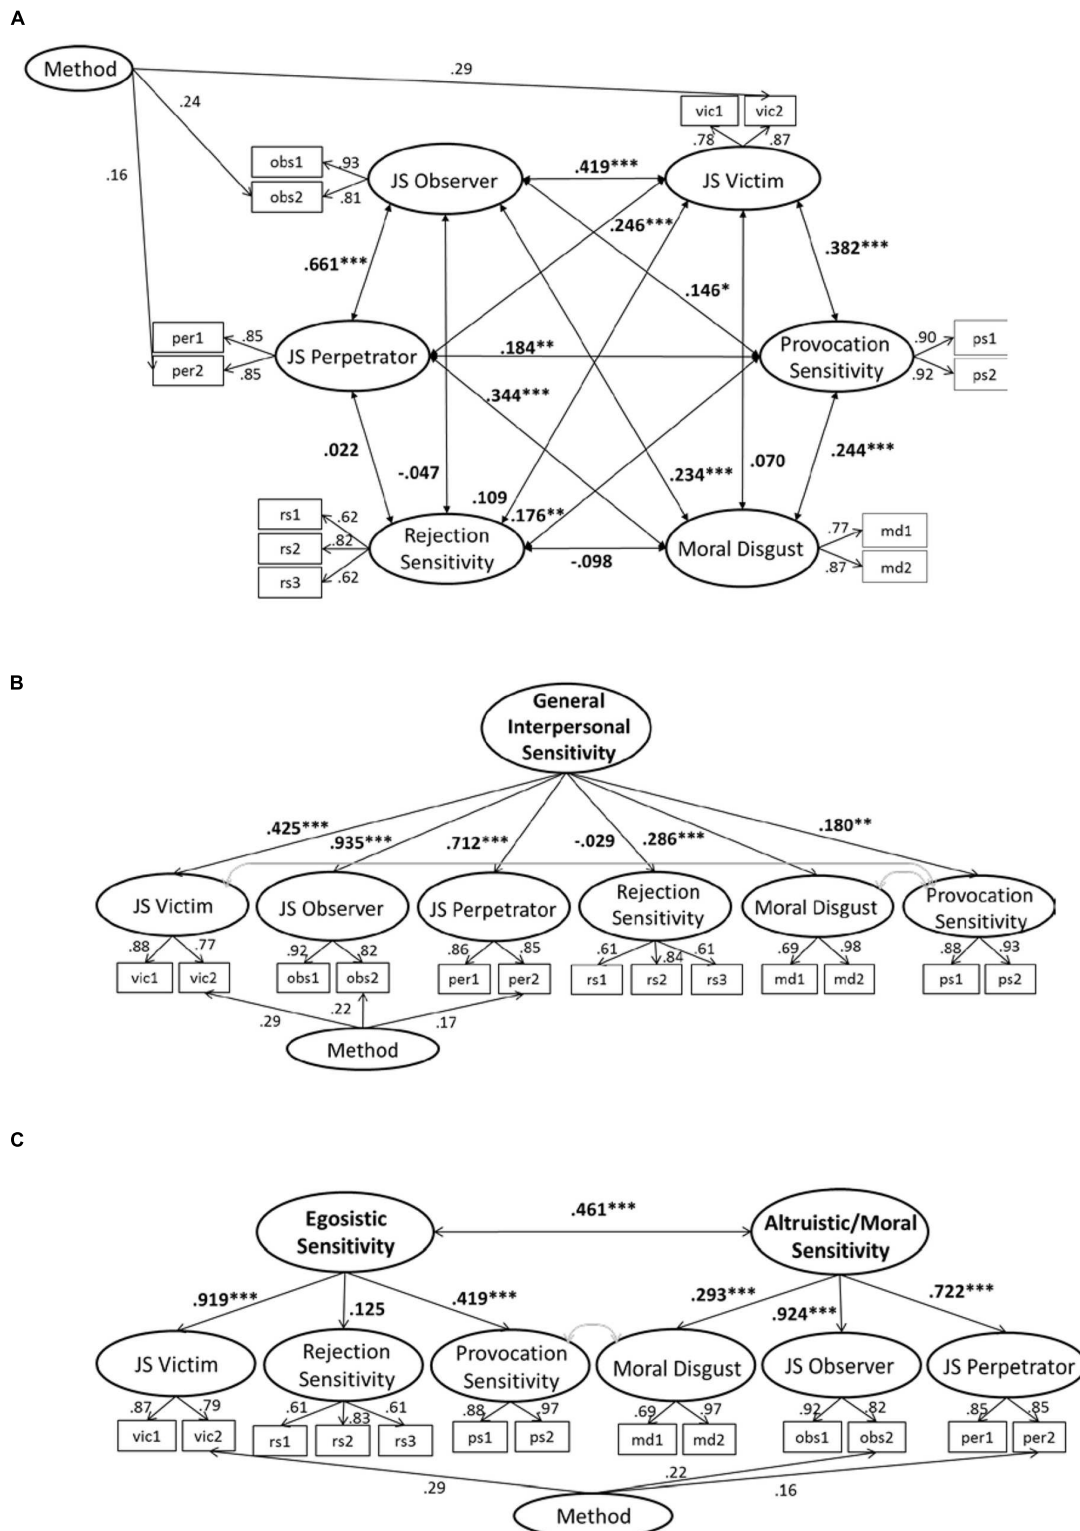 A
Method
.29
.24
.16
vic1
vic2
.78
.87
obs1
obs2
.93
.81
JS Observer
.419***
JS Victim
.246***
.661***
.382***
.146*
per1
per2
.85
.85
JS Perpetrator
.184**
Provocation
Sensitivity
.90
.92
ps1
ps2
.344***
.022
-.047
.109
.176**
.234***
.070
.244***
rs1
rs2
rs3
.62
.82
.62
Rejection
Sensitivity
-.098
Moral Disgust
.77
.87
md1
md2
B
General
Interpersonal
Sensitivity
.425***
.935***
.712***
-.029
.286***
.180**
JS Victim
JS Observer
JS Perpetrator
Rejection
Sensitivity
Moral Disgust
Provocation
Sensitivity
.88
.77
.92
.82
.86
.85
.61
.84
.61
.69
.98
.88
.93
vic1
vic2
obs1
obs2
per1
per2
rs1
rs2
rs3
md1
md2
ps1
ps2
.29
.22
.17
Method
C
Egosistic
Sensitivity
.461***
Altruistic/Moral
Sensitivity
.919***
.125
.419***
.293***
.924***
.722***
JS Victim
Rejection
Sensitivity
Provocation
Sensitivity
Moral Disgust
JS Observer
JS Perpetrator
.87
.79
.61
.83
.61
.88
.97
.69
.97
.92
.82
.85
.85
vic1
vic2
rs1
rs2
rs3
ps1
ps2
md1
md2
obs1
obs2
per1
per2
.29
.22
.16
Method